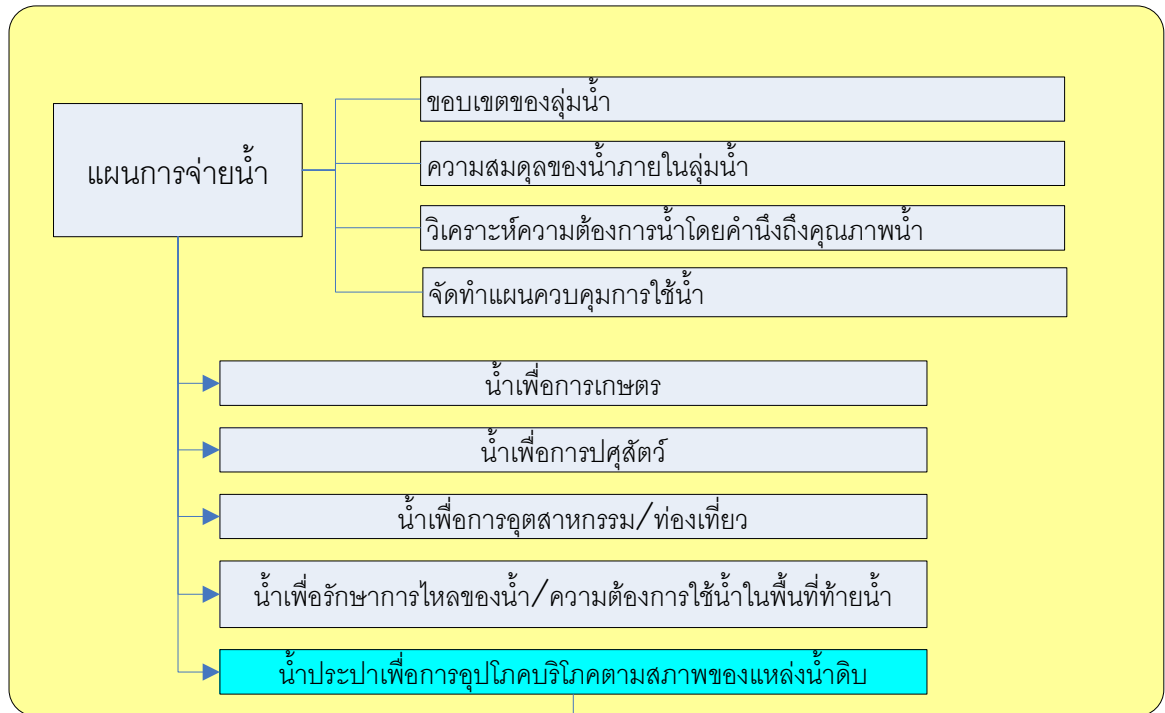 แผนการจ่ายน้ำ
ขอบเขตของลุ่มน้ำ
ความสมดุลของน้ำภายในลุ่มน้ำ
วิเคราะห์ความต้องการน้ำโดยคำนึงถึงคุณภาพน้ำ
จัดทำแผนควบคุมการใช้น้ำ
น้ำเพื่อการเกษตร
น้ำเพื่อการปศุสัตว์
น้ำเพื่อการอุตสาหกรรม/ท่องเที่ยว
น้ำเพื่อรักษาการไหลของน้ำ/ความต้องการใช้น้ำในพื้นที่ท้ายน้ำ
น้ำประปาเพื่อการอุปโภคบริโภคตามสภาพของแหล่งน้ำดิบ